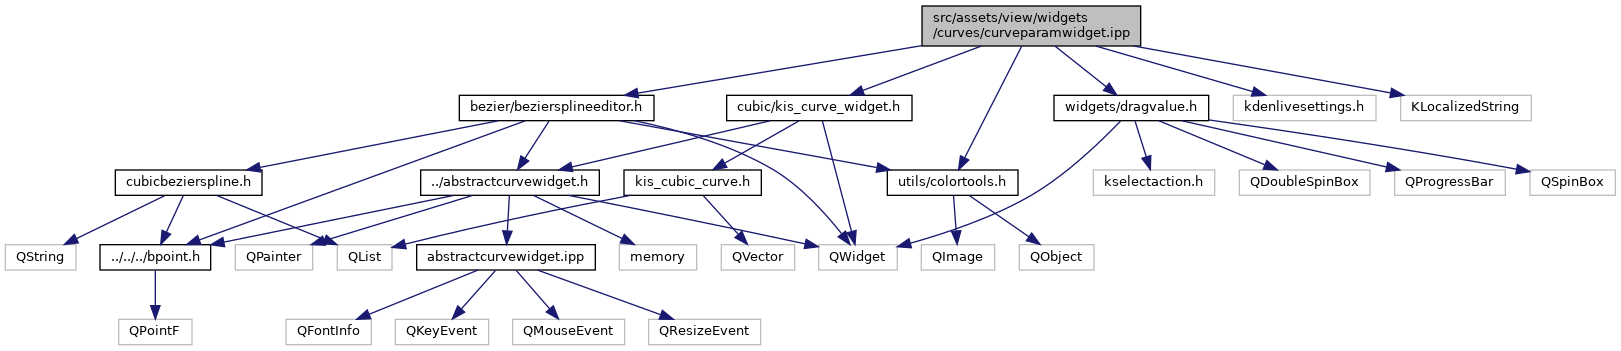 src/assets/view/widgets
/curves/curveparamwidget.ipp
bezier/beziersplineeditor.h
cubic/kis_curve_widget.h
widgets/dragvalue.h
kdenlivesettings.h
KLocalizedString
cubicbezierspline.h
../abstractcurvewidget.h
kis_cubic_curve.h
utils/colortools.h
kselectaction.h
QDoubleSpinBox
QProgressBar
QSpinBox
QString
../../../bpoint.h
QPainter
QList
abstractcurvewidget.ipp
memory
QVector
QWidget
QImage
QObject
QPointF
QFontInfo
QKeyEvent
QMouseEvent
QResizeEvent